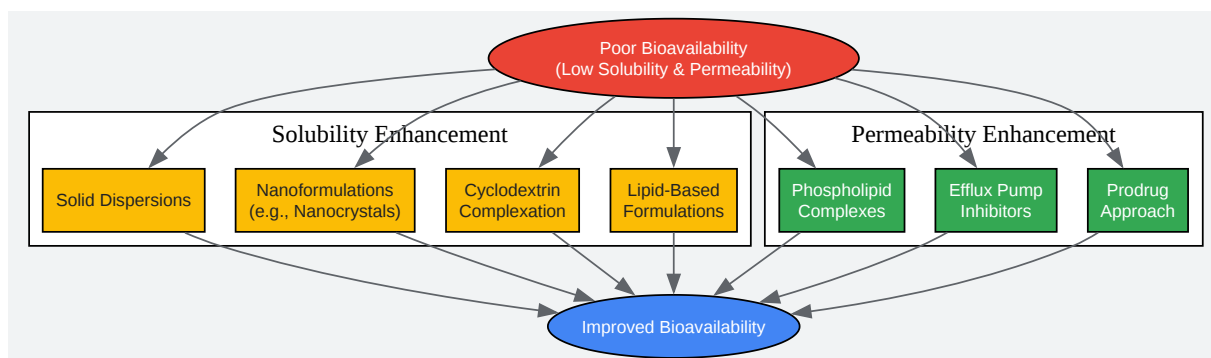 Poor Bioavailability
(Low Solubility & Permeability)
Solubility Enhancement
Permeability Enhancement
Solid Dispersions
Nanoformulations
(e.g., Nanocrystals)
Cyclodextrin
Complexation
Lipid-Based
Formulations
Phospholipid
Complexes
Efflux Pump
Inhibitors
Prodrug
Approach
Improved Bioavailability